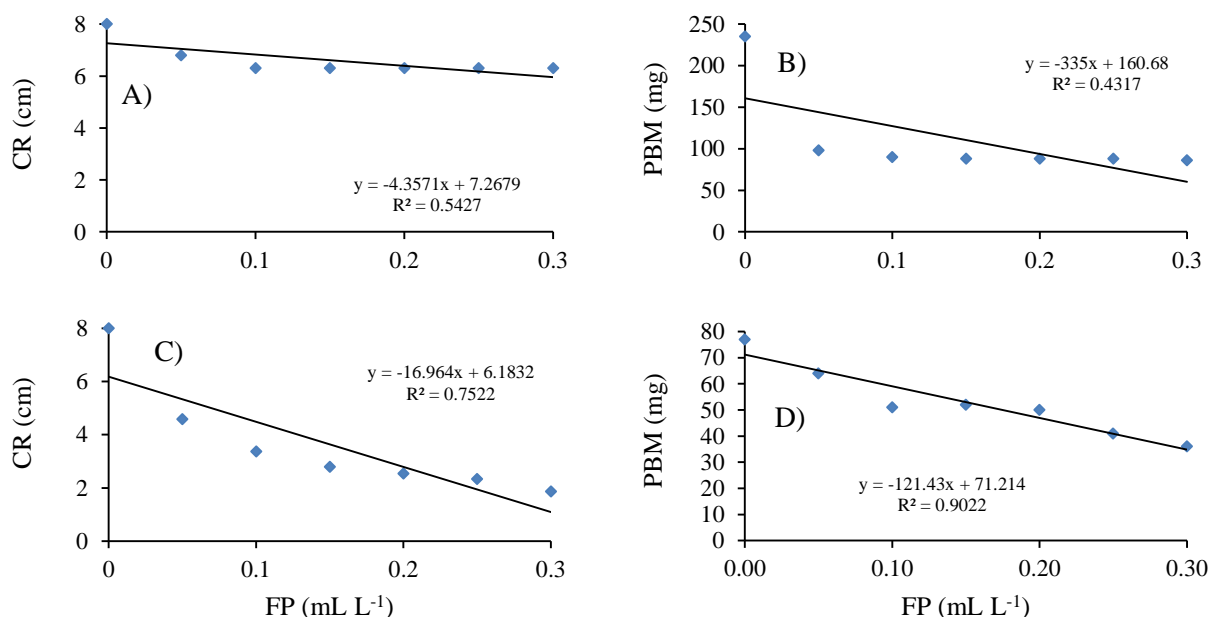 8
6
4
2
0
CR (cm)
A)
y = -4.3571x + 7.2679
R² = 0.5427
0
0.1
0.2
0.3
250
200
150
100
50
0
PBM (mg)
B)
y = -335x + 160.68
R² = 0.4317
0
0.1
0.2
0.3
8
6
4
2
0
CR (cm)
C)
y = -16.964x + 6.1832
R² = 0.7522
0
0.1
0.2
0.3
FP (mL L⁻¹)
80
70
60
50
40
30
20
10
0
PBM (mg)
D)
y = -121.43x + 71.214
R² = 0.9022
0.00
0.10
0.20
0.30
FP (mL L⁻¹)